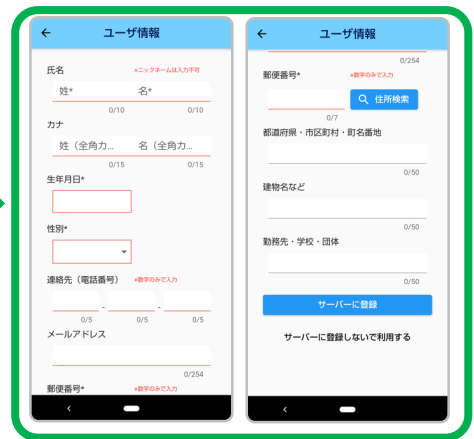 ユーザ情報
氏名 *ニックネームは入力不可
姓* 名*
0/10 0/10
カナ
姓（全角カ... 名（全角カ...
0/15 0/15
生年月日*
性別*
連絡先（電話番号） *数字のみで入力
- -
0/5 0/5 0/5
メールアドレス
0/254
郵便番号* *数字のみで入力
ユーザ情報
0/254
郵便番号* *数字のみで入力
住所検索
0/7
都道府県・市区町村・町名番地
0/50
建物名など
0/50
勤務先・学校・団体
0/50
サーバーに登録
サーバーに登録しないで利用する